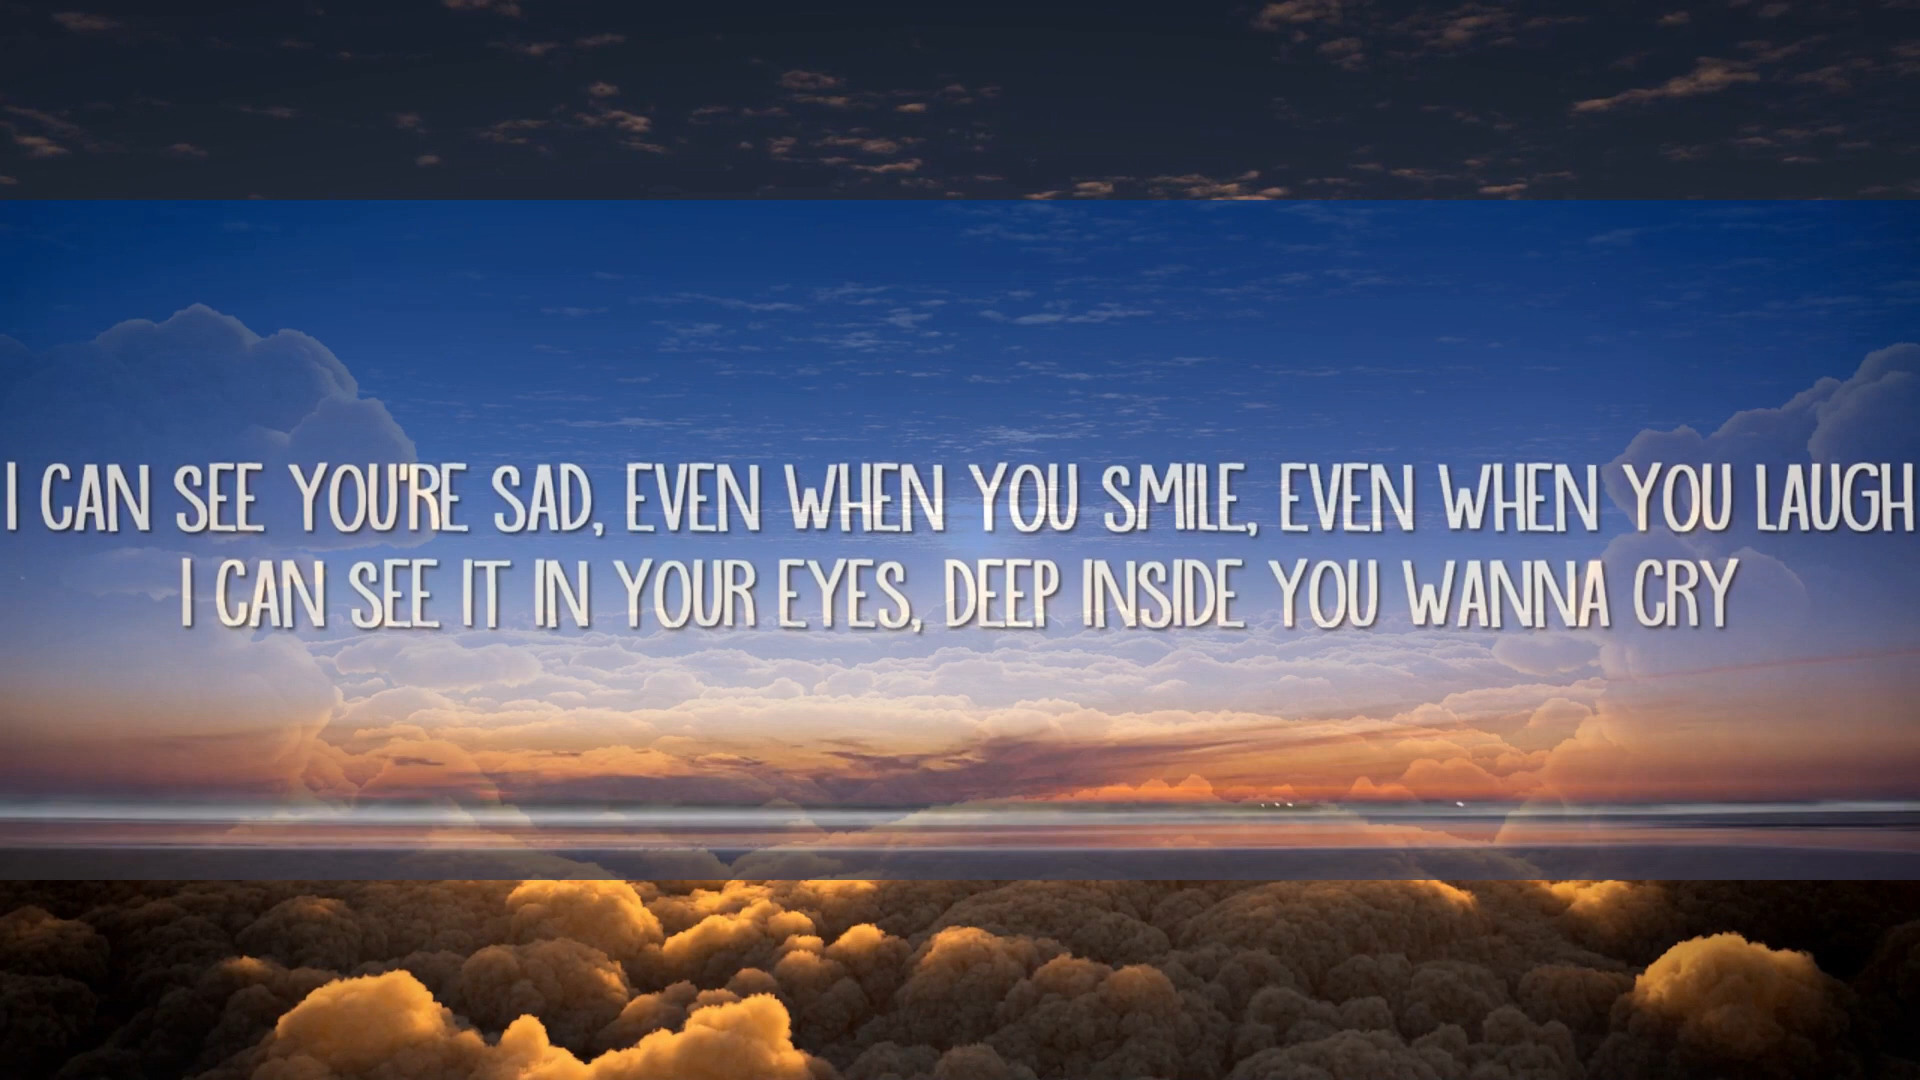 I CAN SEE YOU'RE SAD, EVEN WHEN YOU SMILE, EVEN WHEN YOU LAUGH
I CAN SEE IT IN YOUR EYES, DEEP INSIDE YOU WANNA CRY